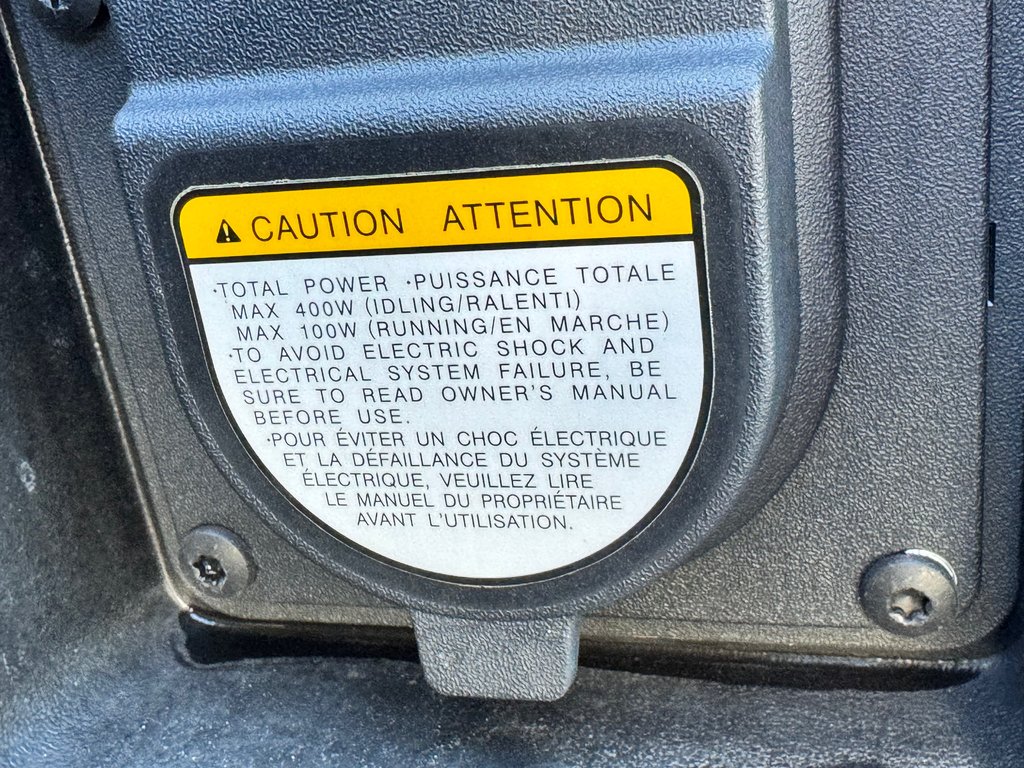 CAUTION ATTENTION
·TOTAL POWER ·PUISSANCE TOTALE
MAX 400W (IDLING/RALENTI)
MAX 100W (RUNNING/EN MARCHE)
·TO AVOID ELECTRIC SHOCK AND
ELECTRICAL SYSTEM FAILURE, BE
SURE TO READ OWNER'S MANUAL
BEFORE USE.
·POUR ÉVITER UN CHOC ÉLECTRIQUE
ET LA DÉFAILLANCE DU SYSTÈME
ÉLECTRIQUE, VEUILLEZ LIRE
LE MANUEL DU PROPRIÉTAIRE
AVANT L'UTILISATION.